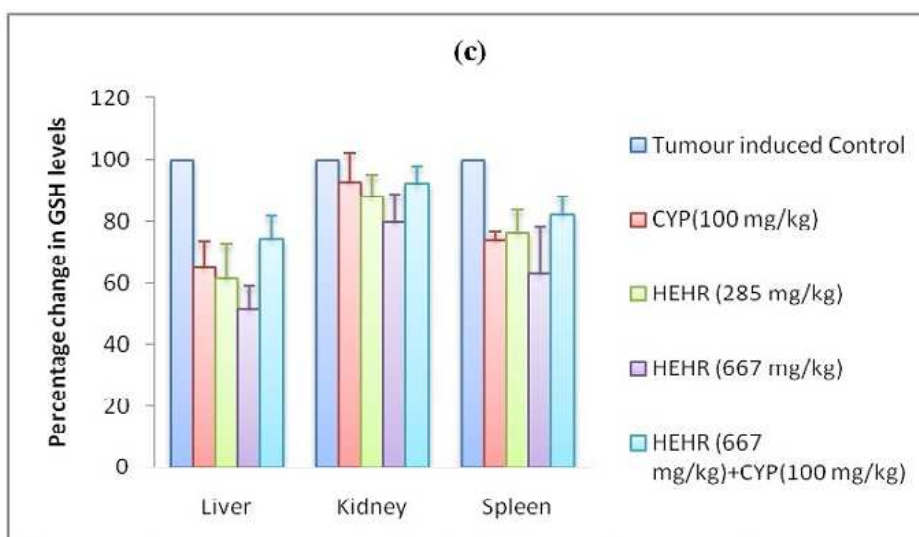 (c)
Percentage change in GSH levels
120
100
80
60
40
20
0
Liver
Kidney
Spleen
Tumour induced Control
CYP(100 mg/kg)
HEHR (285 mg/kg)
HEHR (667 mg/kg)
HEHR (667
mg/kg)+CYP(100 mg/kg)